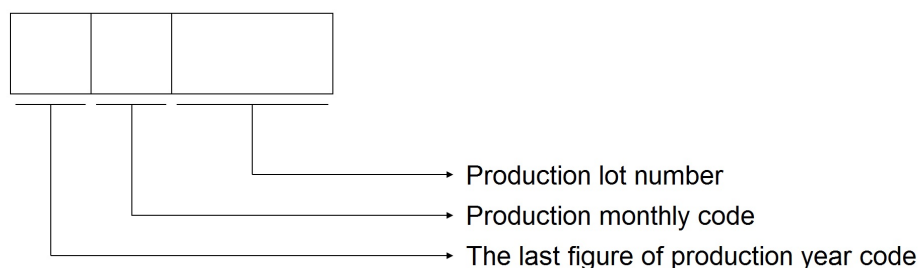 Production lot number
Production monthly code
The last figure of production year code